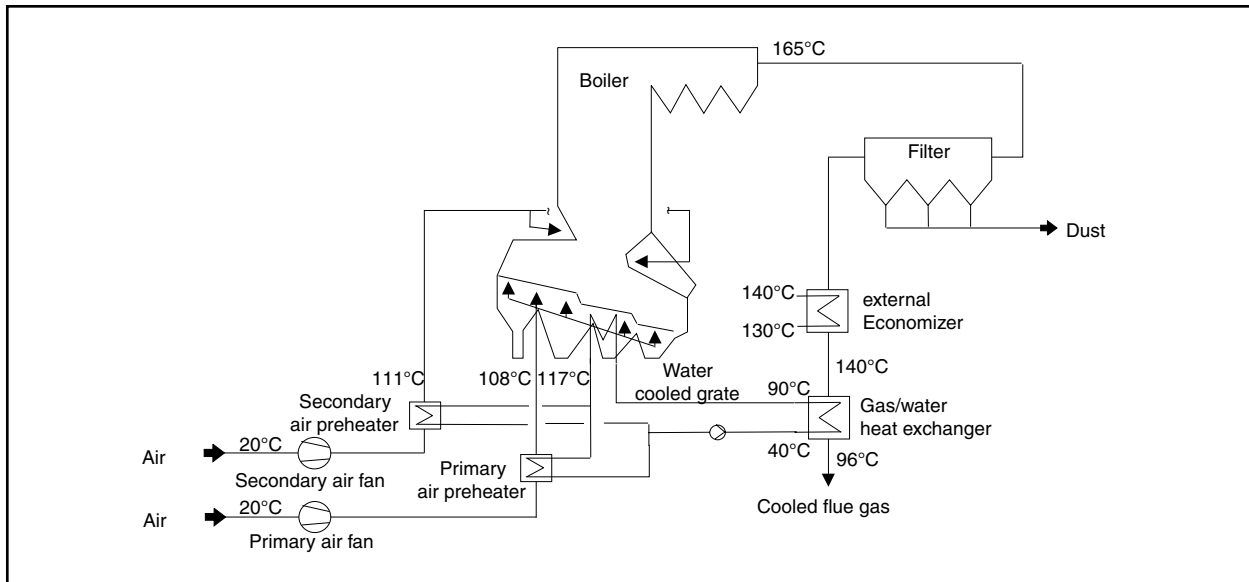 165°C
Boiler
Filter
Dust
140°C
external
Economizer
130°C
140°C
Water
cooled grate
111°C
108°C
117°C
90°C
Gas/water
heat exchanger
Secondary
air preheater
40°C
96°C
Air
20°C
Secondary air fan
Primary
air preheater
Cooled flue gas
Air
20°C
Primary air fan